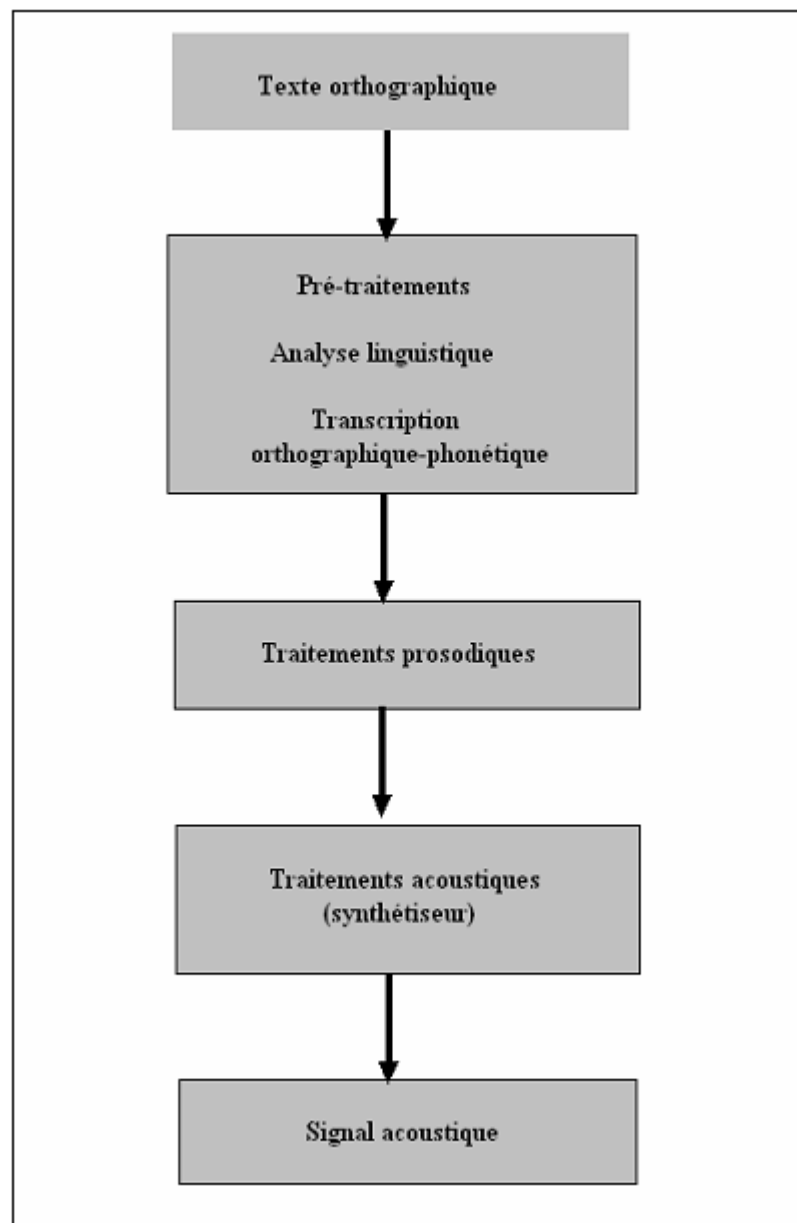 Texte orthographique
Pré-traitements
Analyse linguistique
Transcription
orthographique-phonétique
Traitements prosodiques
Traitements acoustiques
(synthétiseur)
Signal acoustique